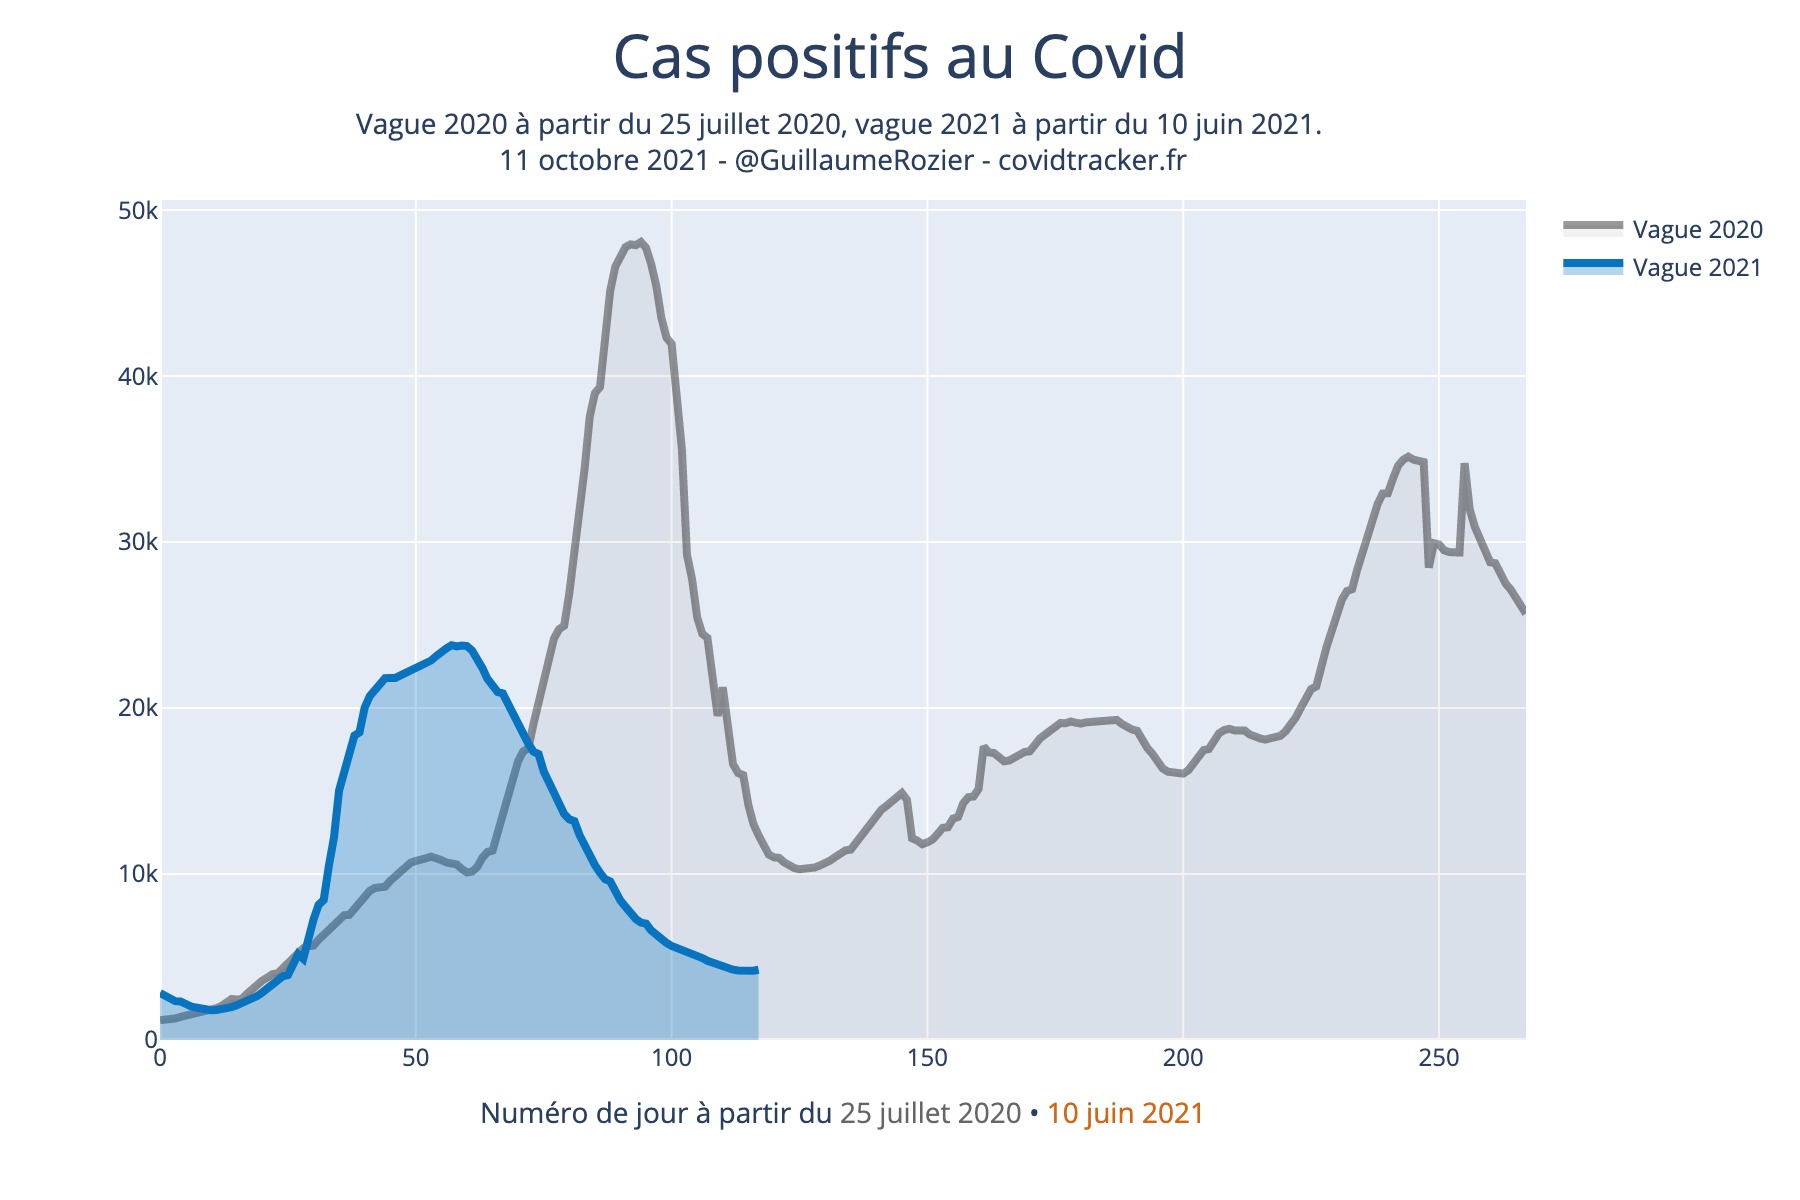 Cas positifs au Covid
Vague 2020 à partir du 25 juillet 2020, vague 2021 à partir du 10 juin 2021.
11 octobre 2021 - @GuillaumeRozier - covidtracker.fr
50k
40k
30k
20k
10k
0
0 50 100 150 200 250
Vague 2020
Vague 2021
Numéro de jour à partir du 25 juillet 2020 • 10 juin 2021